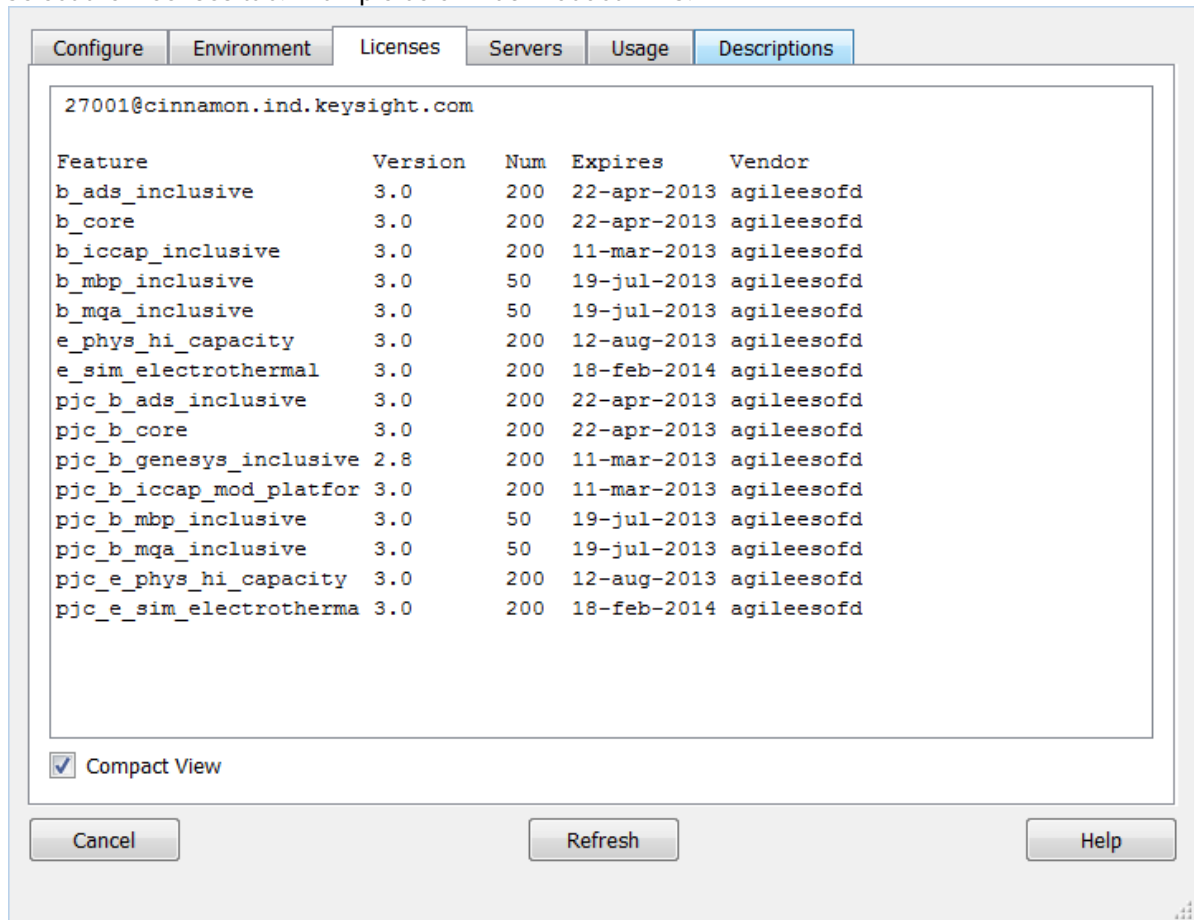 Configure Environment Licenses Servers Usage Descriptions
27001@cinnamon.ind.keysight.com
Feature Version Num Expires Vendor
b_ads_inclusive 3.0 200 22-apr-2013 agileesofd
b_core 3.0 200 22-apr-2013 agileesofd
b_iccap_inclusive 3.0 200 11-mar-2013 agileesofd
b_mbp_inclusive 3.0 50 19-jul-2013 agileesofd
b_mqa_inclusive 3.0 50 19-jul-2013 agileesofd
e_phys_hi_capacity 3.0 200 12-aug-2013 agileesofd
e_sim_electrothermal 3.0 200 18-feb-2014 agileesofd
pjc_b_ads_inclusive 3.0 200 22-apr-2013 agileesofd
pjc_b_core 3.0 200 22-apr-2013 agileesofd
pjc_b_genesys_inclusive 2.8 200 11-mar-2013 agileesofd
pjc_b_iccap_mod_platfor 3.0 200 11-mar-2013 agileesofd
pjc_b_mbp_inclusive 3.0 50 19-jul-2013 agileesofd
pjc_b_mqa_inclusive 3.0 50 19-jul-2013 agileesofd
pjc_e_phys_hi_capacity 3.0 200 12-aug-2013 agileesofd
pjc_e_sim_electrotherma 3.0 200 18-feb-2014 agileesofd
Compact View
Cancel Refresh Help